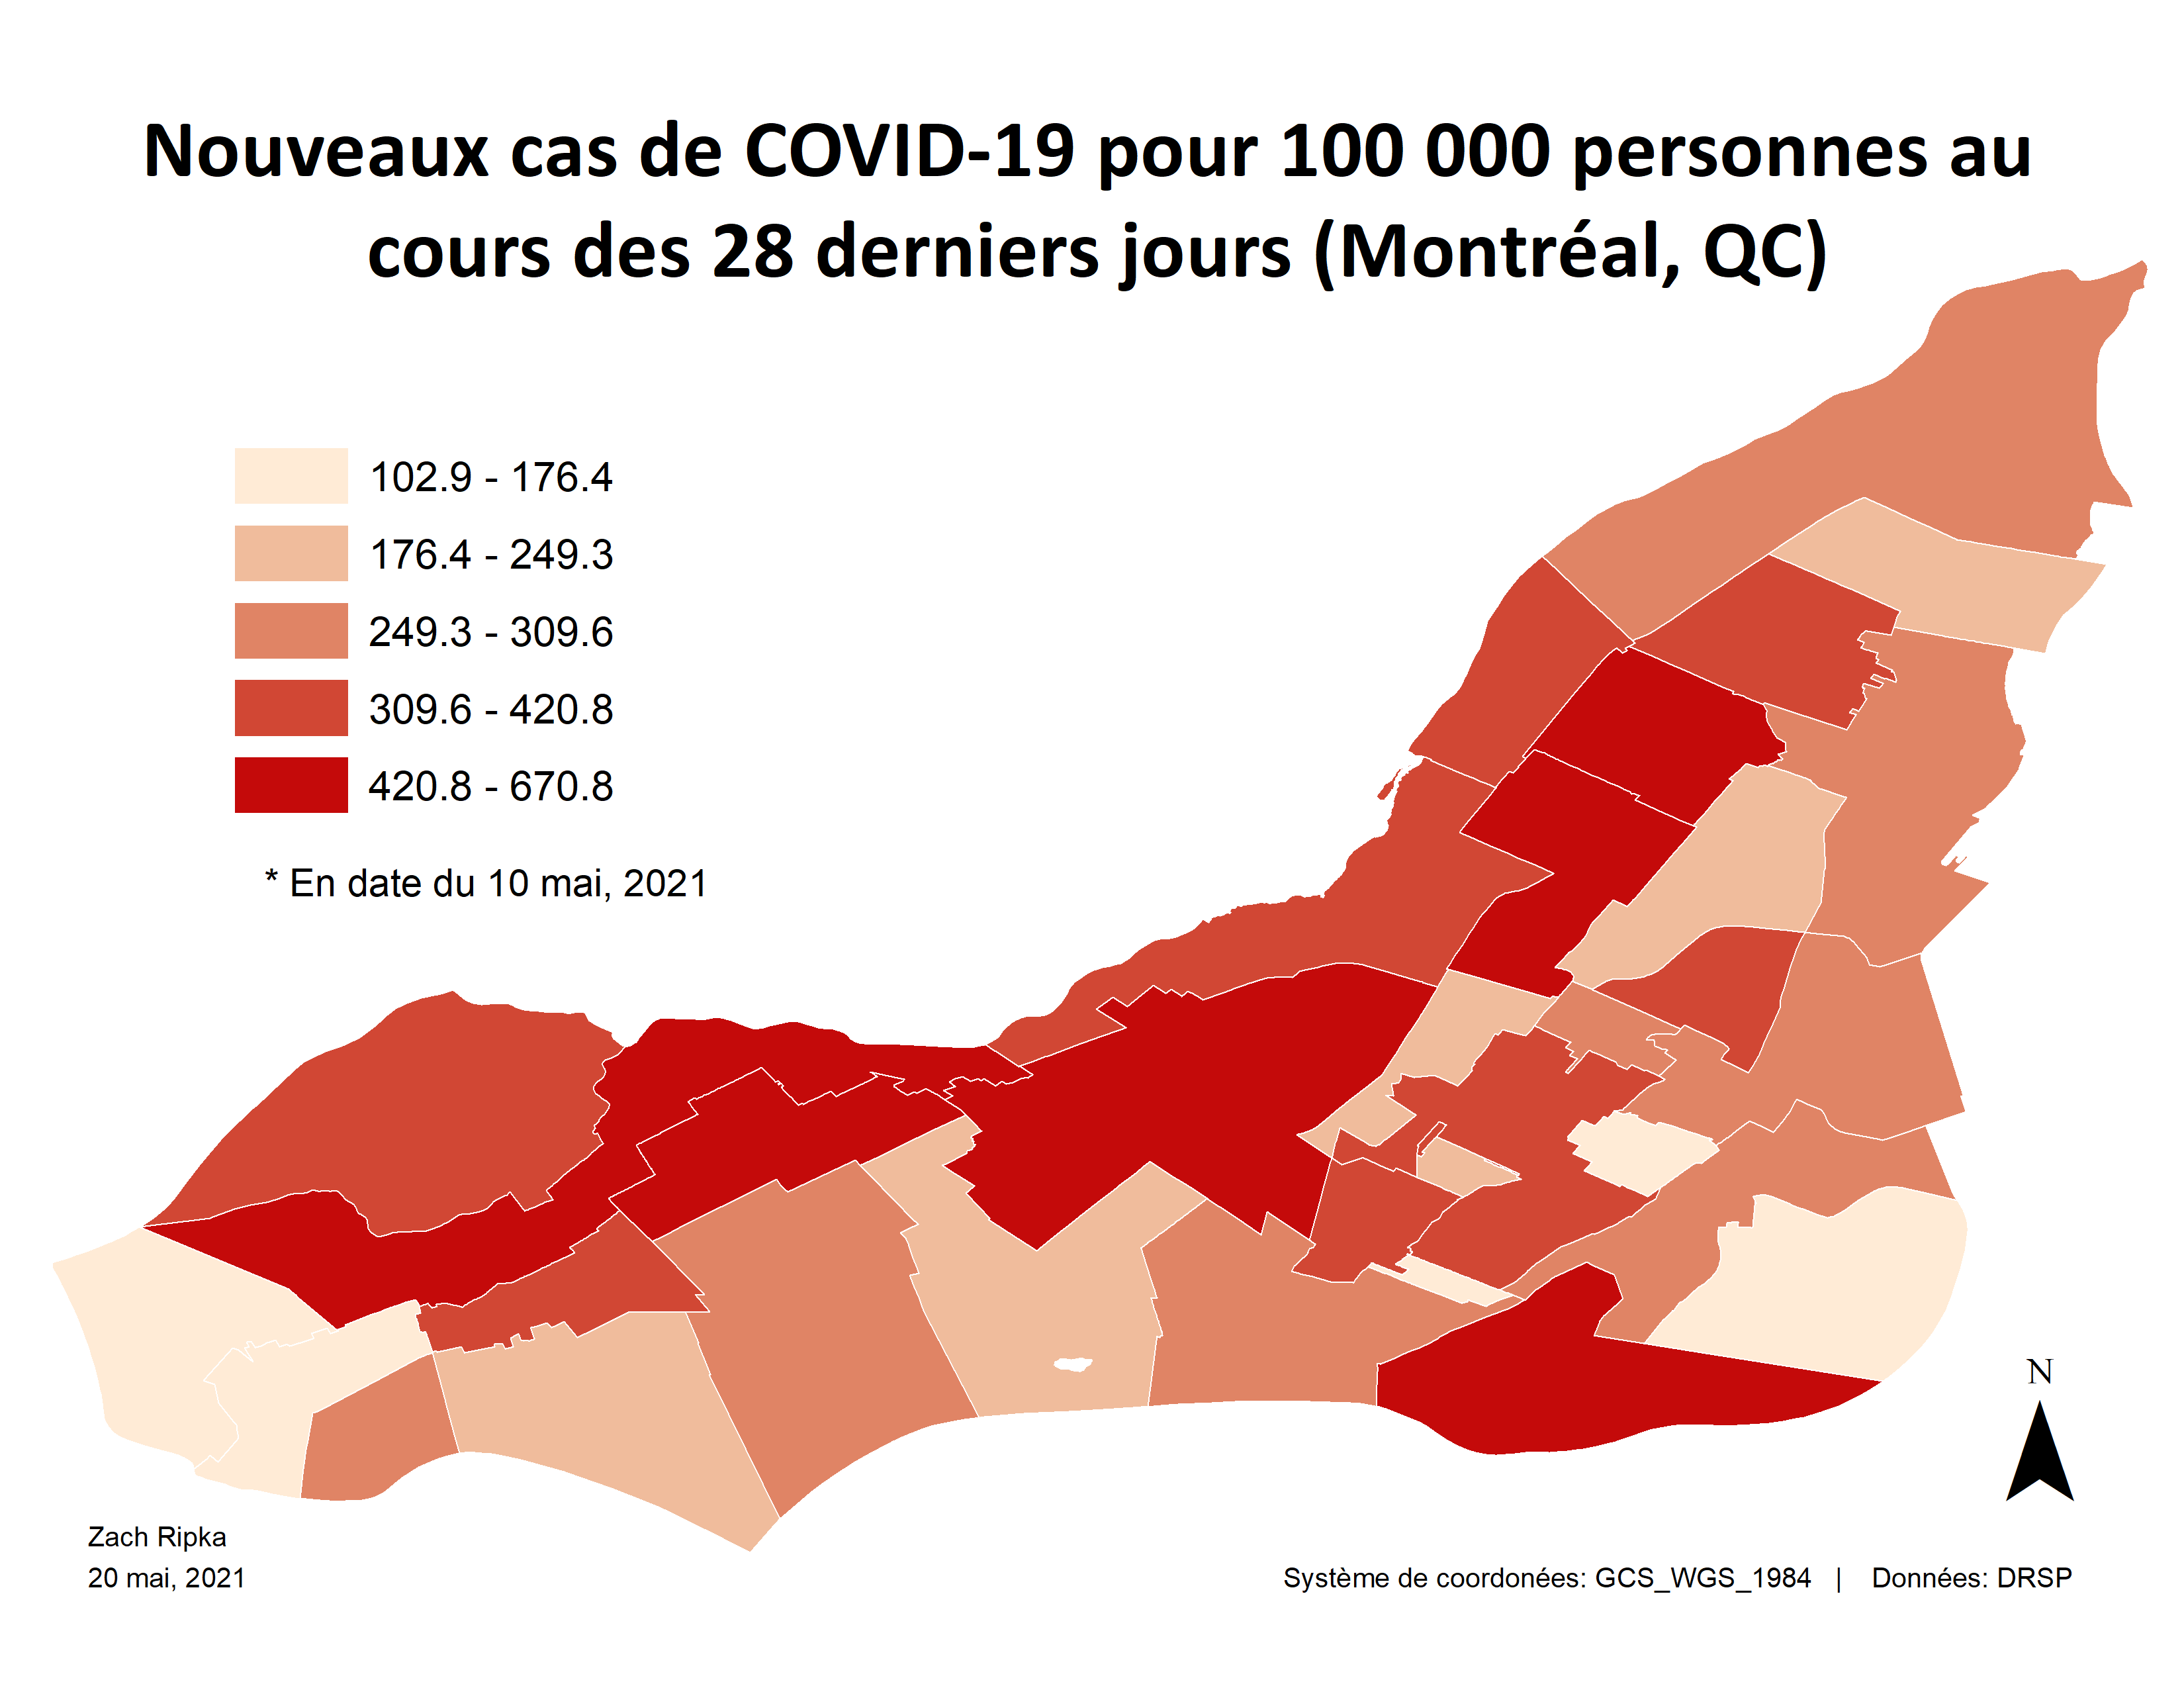 Nouveaux cas de COVID-19 pour 100 000 personnes au
cours des 28 derniers jours (Montréal, QC)
102.9 - 176.4
176.4 - 249.3
249.3 - 309.6
309.6 - 420.8
420.8 - 670.8
* En date du 10 mai, 2021
N
Zach Ripka
20 mai, 2021
Système de coordonées: GCS_WGS_1984 | Données: DRSP